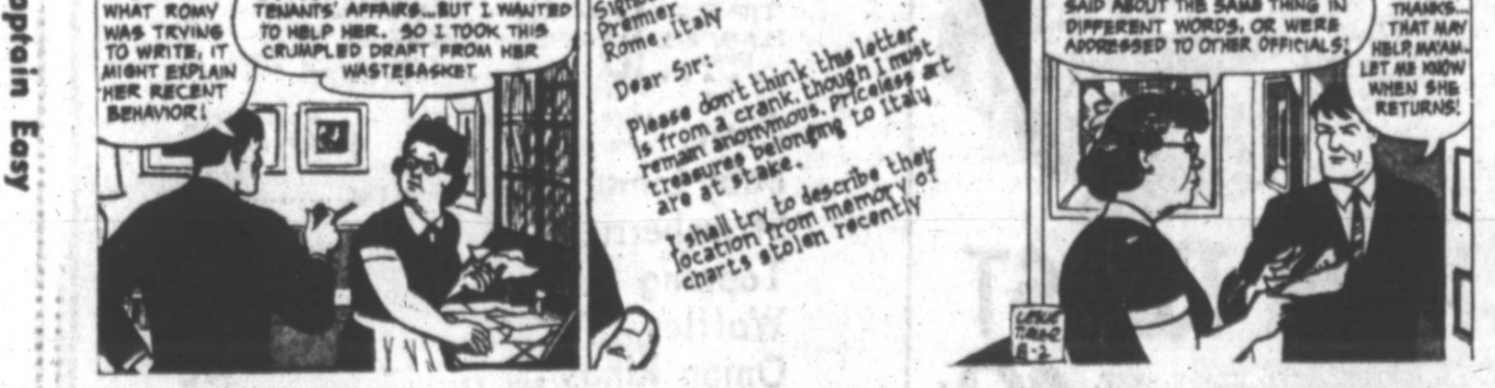 Captain Easy
WHAT ROMY
WAS TRYING
TO WRITE, IT
MIGHT EXPLAIN
HER RECENT
BEHAVIOR!
TENANTS' AFFAIRS...BUT I WANTED
TO HELP HER. SO I TOOK THIS
CRUMPLED DRAFT FROM HER
WASTEBASKET
Premier
Rome, Italy
Dear Sir:
Please don't think this letter
is from a crank, though I must
remain anonymous. Priceless art
treasures belonging to Italy
are at stake.
I shall try to describe their
location from memory of
charts stolen recently
SAID ABOUT THE SAME THING IN
DIFFERENT WORDS, OR WERE
ADDRESSED TO OTHER OFFICIALS!
THANKS...
THAT MAY
HELP, MA'AM.
LET ME KNOW
WHEN SHE
RETURNS!
LESLIE
TURNER
8-2